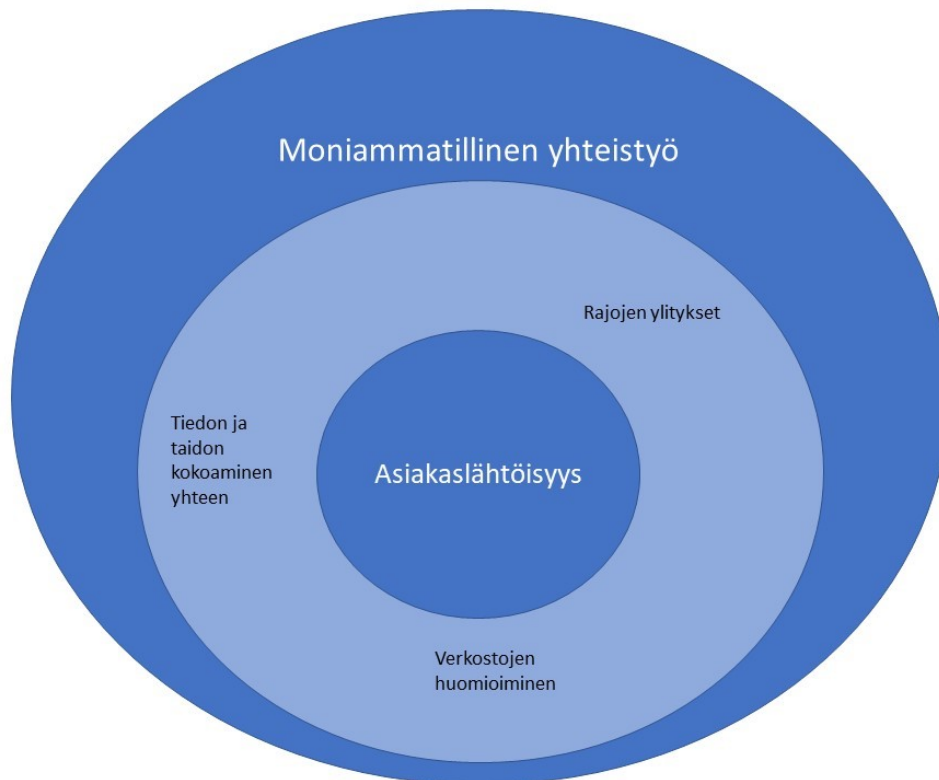 Moniammatillinen yhteistyö
Rajojen ylitykset
Tiedon ja
taidon
kokoaminen
yhteen
Asiakaslähtöisyys
Verkostojen
huomioiminen